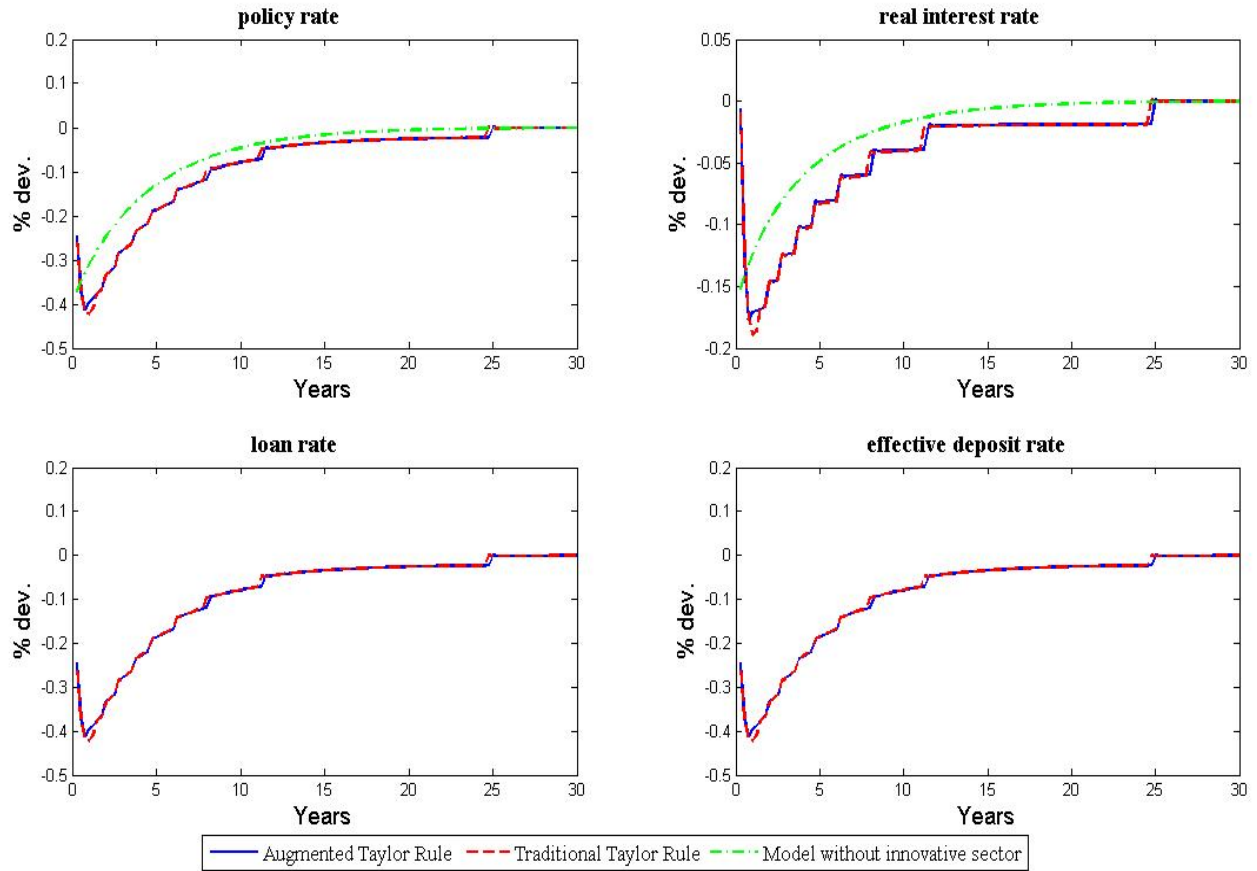 policy rate
0.2
0.1
0
-0.1
-0.2
-0.3
-0.4
-0.5
% dev.
0 5 10 15 20 25 30
Years
real interest rate
0.05
0
-0.05
-0.1
-0.15
-0.2
% dev.
0 5 10 15 20 25 30
Years
loan rate
0.2
0.1
0
-0.1
-0.2
-0.3
-0.4
-0.5
% dev.
0 5 10 15 20 25 30
Years
effective deposit rate
0.2
0.1
0
-0.1
-0.2
-0.3
-0.4
-0.5
% dev.
0 5 10 15 20 25 30
Years
Augmented Taylor Rule Traditional Taylor Rule Model without innovative sector